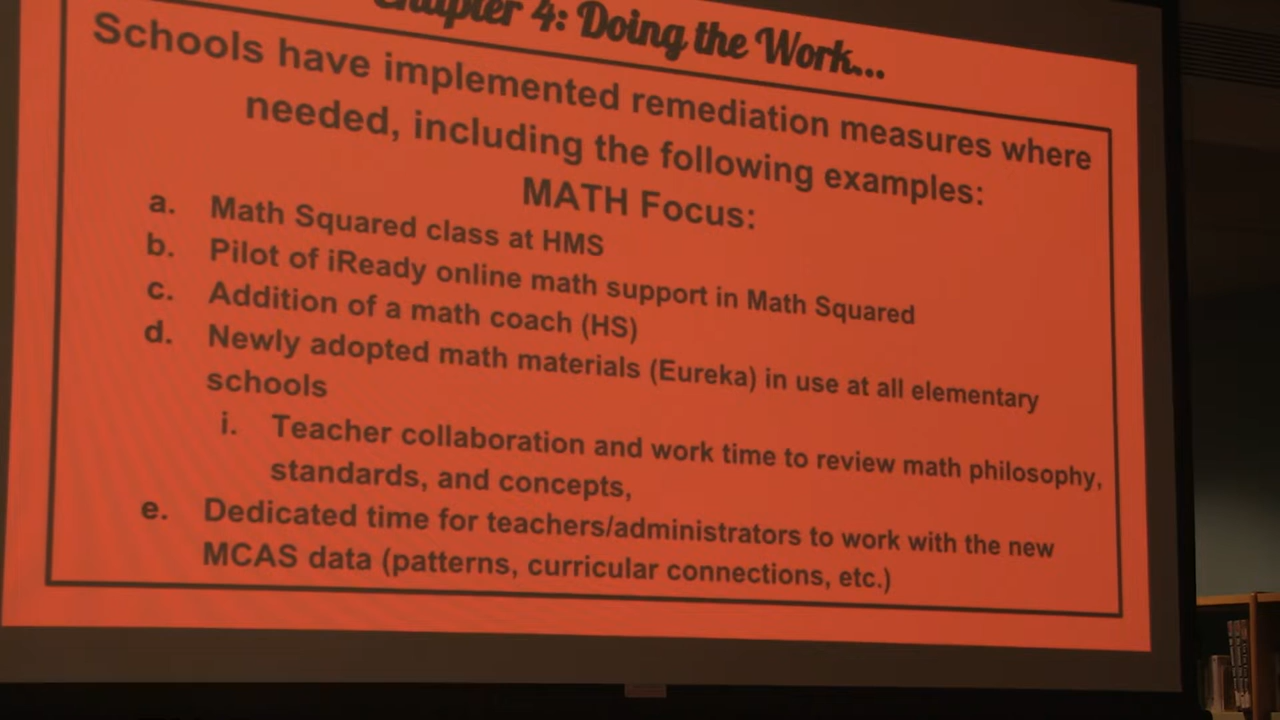 Chapter 4: Doing the Work...
Schools have implemented remediation measures where
needed, including the following examples:
MATH Focus:
a. Math Squared class at HMS
b. Pilot of iReady online math support in Math Squared
c. Addition of a math coach (HS)
d. Newly adopted math materials (Eureka) in use at all elementary
schools
i. Teacher collaboration and work time to review math philosophy,
standards, and concepts,
e. Dedicated time for teachers/administrators to work with the new
MCAS data (patterns, curricular connections, etc.)